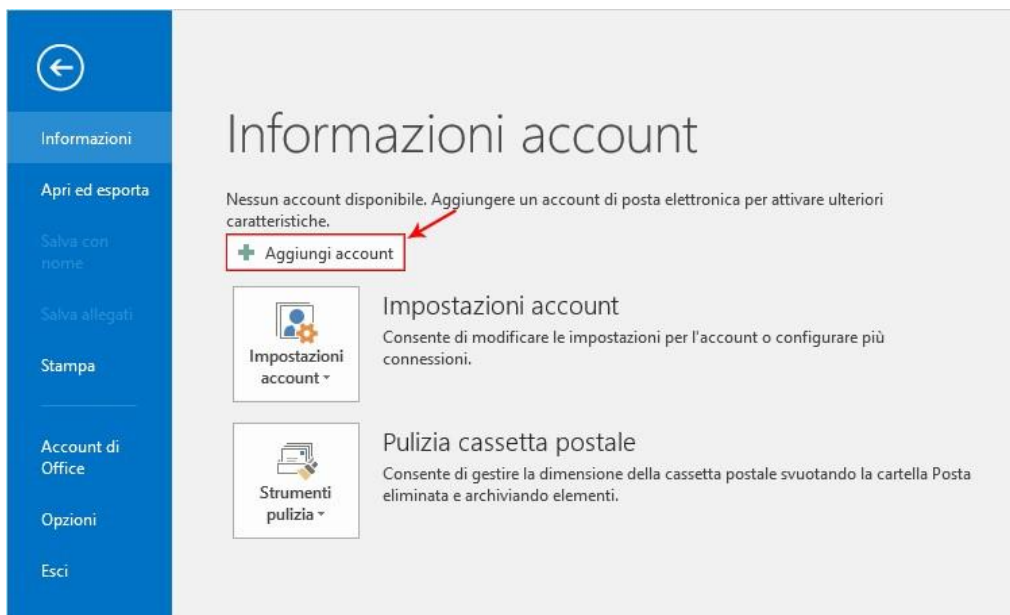 Informazioni
Apri ed esporta
Salva con
nome
Salva allegati
Stampa
Account di
Office
Opzioni
Esci
Informazioni account
Nessun account disponibile. Aggiungere un account di posta elettronica per attivare ulteriori
caratteristiche.
Aggiungi account
Impostazioni
account
Impostazioni account
Consente di modificare le impostazioni per l'account o configurare più
connessioni.
Strumenti
pulizia
Pulizia cassetta postale
Consente di gestire la dimensione della cassetta postale svuotando la cartella Posta
eliminata e archiviando elementi.